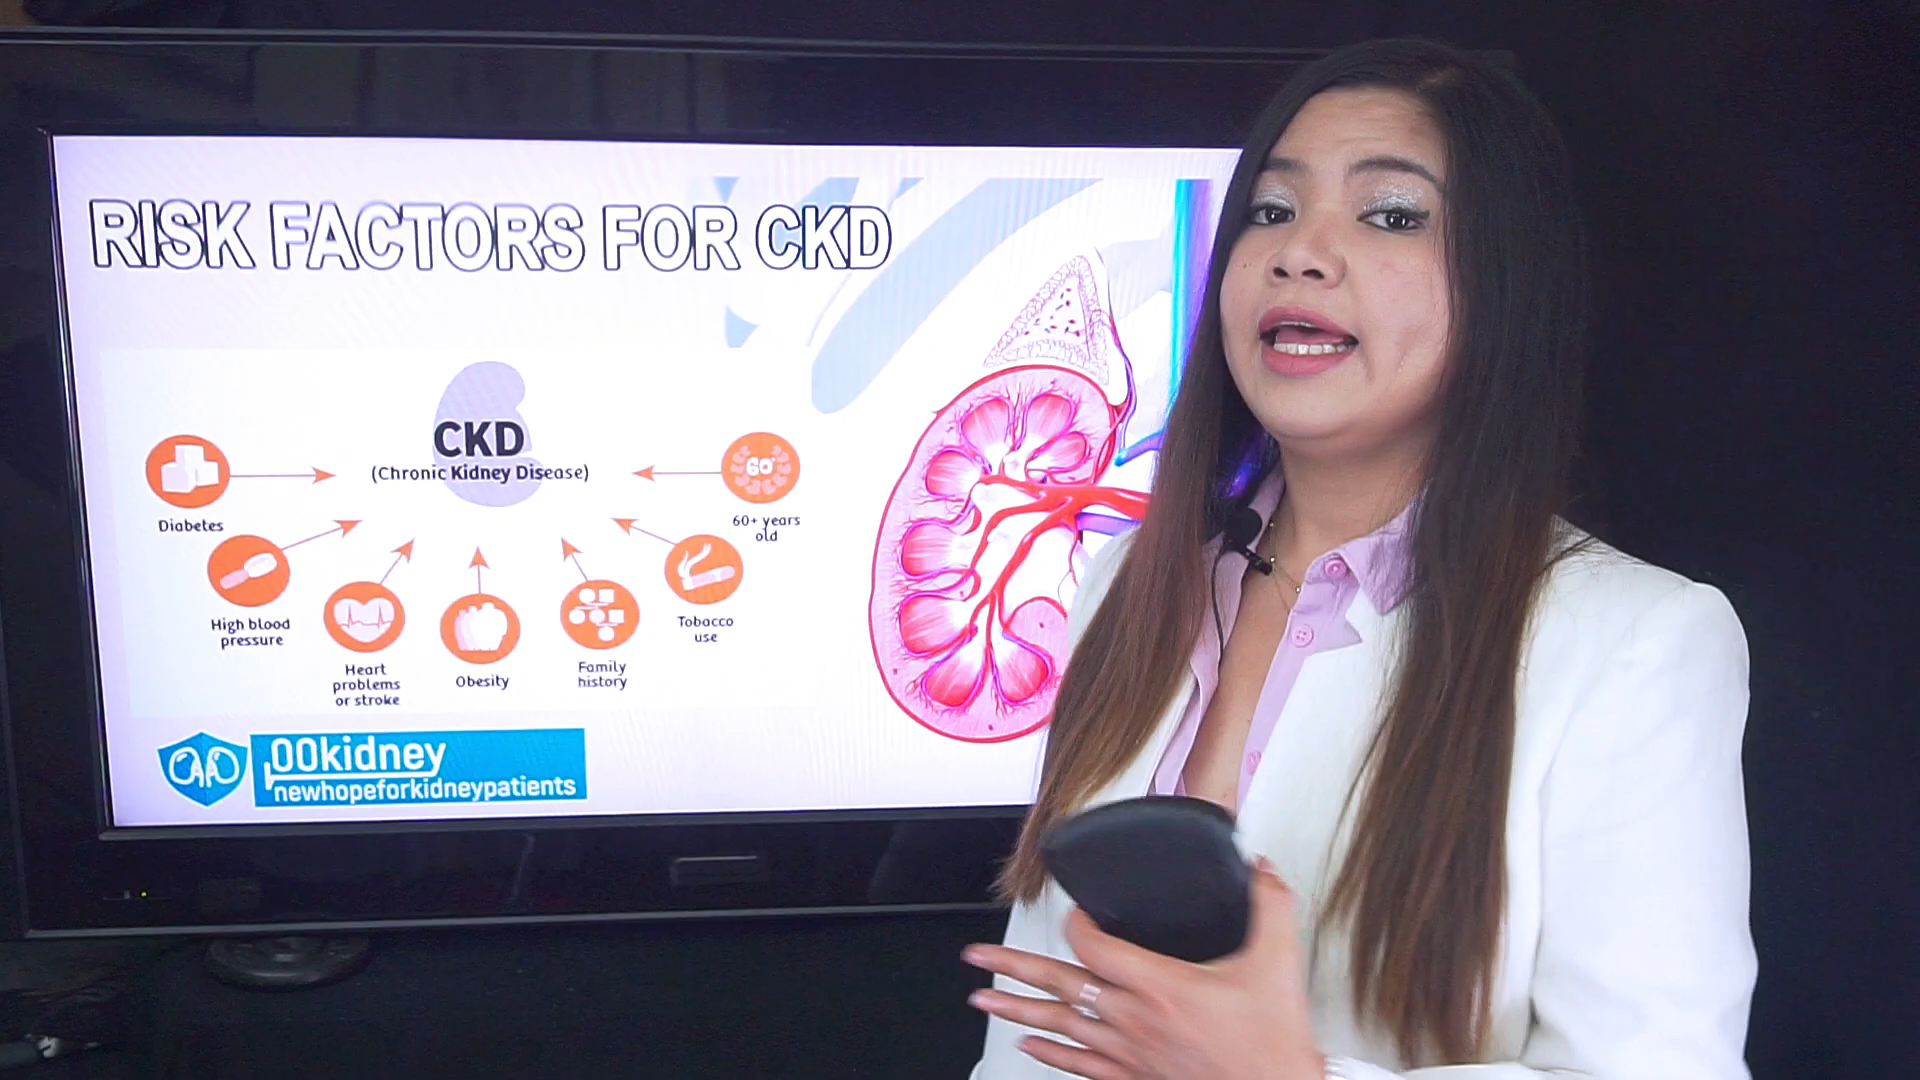 RISK FACTORS FOR CKD
CKD
(Chronic Kidney Disease)
Diabetes
High blood
pressure
Heart
problems
or stroke
Obesity
Family
history
Tobacco
use
60+
60+ years
old
00kidney
newhopeforkidneypatients